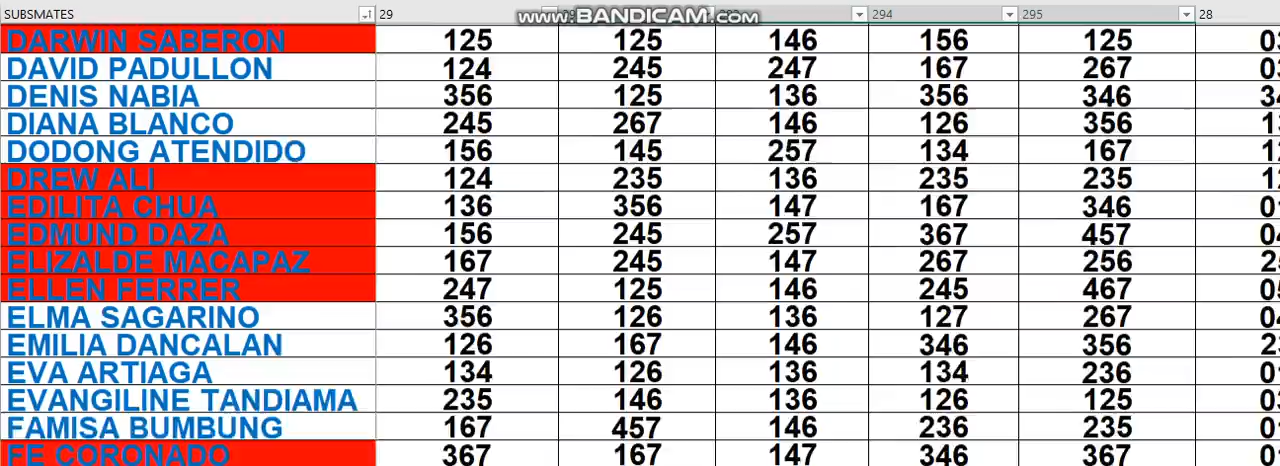 SUBSMATES 29 294 295 28
www.BANDICAM.com
DARWIN SABERON 125 125 146 156 125
DAVID PADULLON 124 245 247 167 267
DENIS NABIA 356 125 136 356 346
DIANA BLANCO 245 267 146 126 356
DODONG ATENDIDO 156 145 257 134 167
DREW ALI 124 235 136 235 235
EDILITA CHUA 136 356 147 167 346
EDMUND DAZA 156 245 257 367 457
ELIZALDE MACAPAZ 167 245 147 267 256
ELLEN FERRER 247 125 146 245 467
ELMA SAGARINO 356 126 136 127 267
EMILIA DANCALAN 126 167 146 346 356
EVA ARTIAGA 134 126 136 134 236
EVANGILINE TANDIAMA 235 146 136 126 125
FAMISA BUMBUNG 167 457 146 236 235
FE CORONADO 367 167 147 346 367